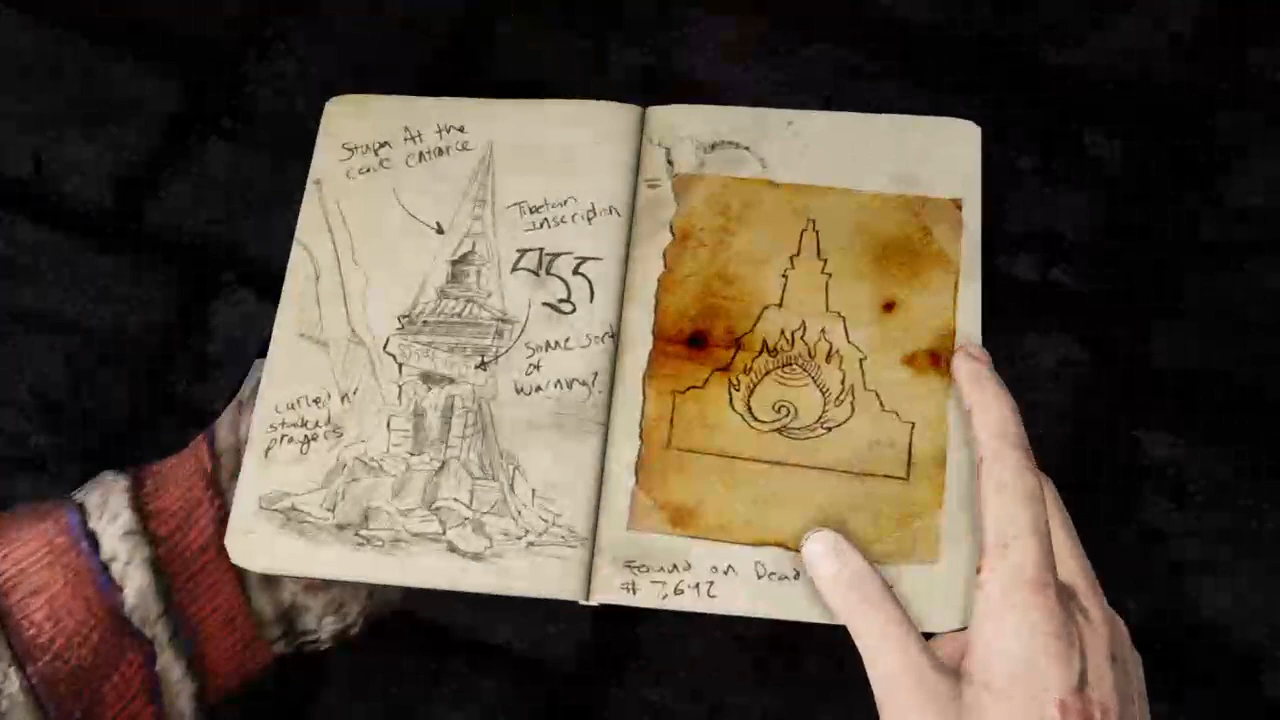 Stupa At the
cave entrance
Tibetan
Inscription
བདུད
some sort
of
warning?
curled n'
stacked
prayers
Found on Dead
# 7,642